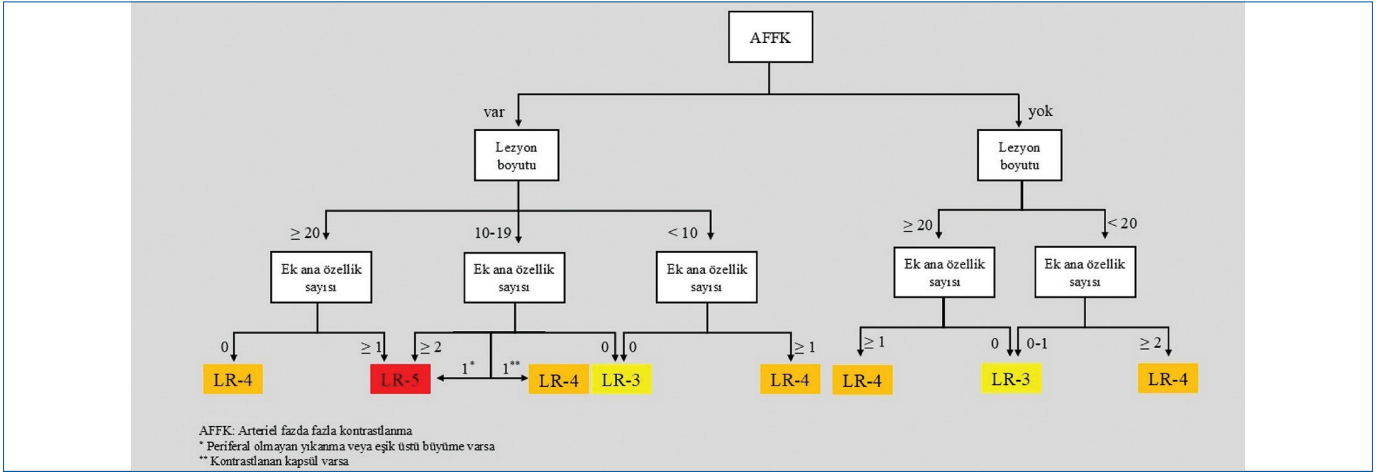 AFFK
var
yok
Lezyon
boyutu
Lezyon
boyutu
≥ 20
10-19
< 10
≥ 20
< 20
Ek ana özellik
sayısı
Ek ana özellik
sayısı
Ek ana özellik
sayısı
Ek ana özellik
sayısı
Ek ana özellik
sayısı
0
≥ 1
≥ 2
1*
1**
0
0
≥ 1
≥ 1
0
0-1
≥ 2
LR-4
LR-5
LR-4
LR-3
LR-4
LR-4
LR-3
LR-4
AFFK: Arteriel fazda fazla kontrastlanma
* Periferal olmayan yıkanma veya eşik üstü büyüme varsa
** Kontrastlanan kapsül varsa